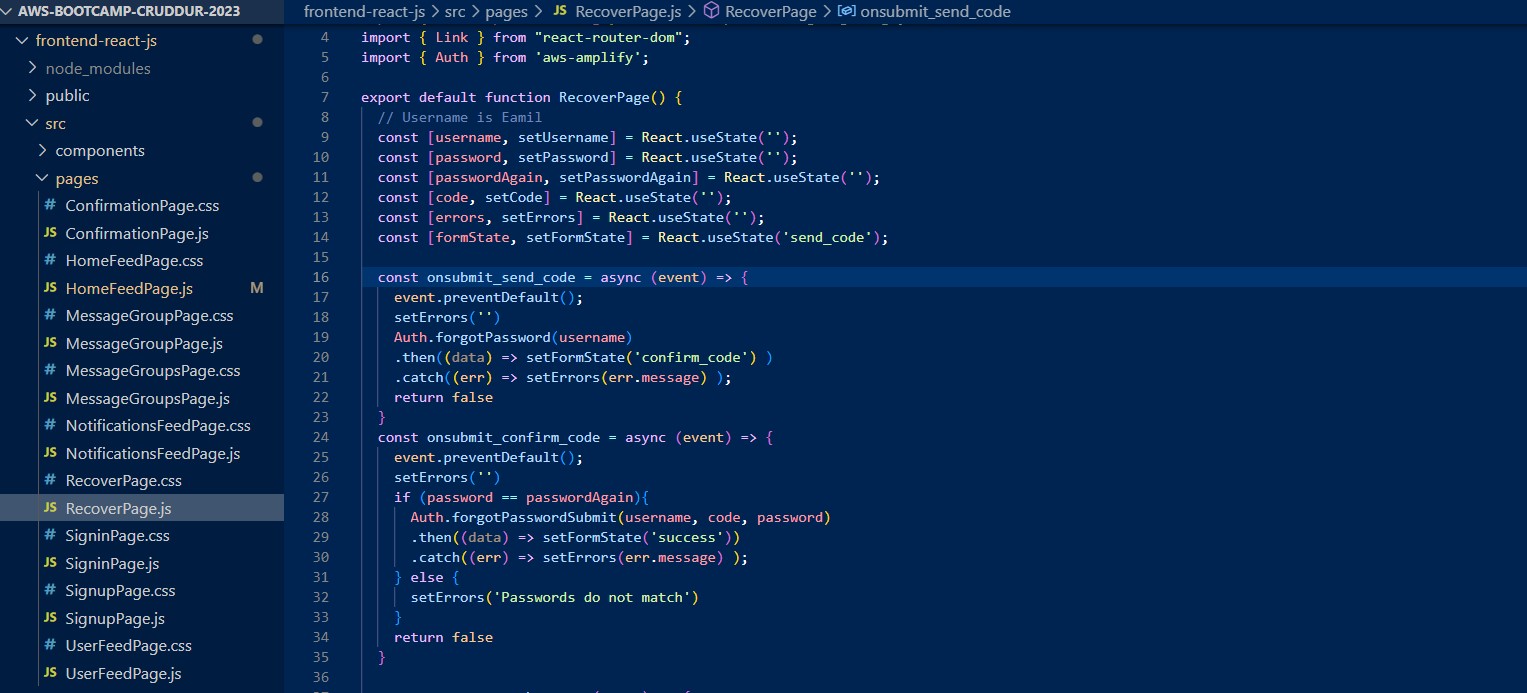 AWS-BOOTCAMP-CRUDDUR-2023
frontend-react-js
node_modules
public
src
components
pages
# ConfirmationPage.css
JS ConfirmationPage.js
# HomeFeedPage.css
JS HomeFeedPage.js M
# MessageGroupPage.css
JS MessageGroupPage.js
# MessageGroupsPage.css
JS MessageGroupsPage.js
# NotificationsFeedPage.css
JS NotificationsFeedPage.js
# RecoverPage.css
JS RecoverPage.js
# SigninPage.css
JS SigninPage.js
# SignupPage.css
JS SignupPage.js
# UserFeedPage.css
JS UserFeedPage.js
frontend-react-js > src > pages > JS RecoverPage.js > RecoverPage > onsubmit_send_code
4 import { Link } from "react-router-dom";
5 import { Auth } from 'aws-amplify';
6
7 export default function RecoverPage() {
8 // Username is Eamil
9 const [username, setUsername] = React.useState('');
10 const [password, setPassword] = React.useState('');
11 const [passwordAgain, setPasswordAgain] = React.useState('');
12 const [code, setCode] = React.useState('');
13 const [errors, setErrors] = React.useState('');
14 const [formState, setFormState] = React.useState('send_code');
15
16 const onsubmit_send_code = async (event) => {
17 event.preventDefault();
18 setErrors('')
19 Auth.forgotPassword(username)
20 .then((data) => setFormState('confirm_code') )
21 .catch((err) => setErrors(err.message) );
22 return false
23 }
24 const onsubmit_confirm_code = async (event) => {
25 event.preventDefault();
26 setErrors('')
27 if (password == passwordAgain){
28 Auth.forgotPasswordSubmit(username, code, password)
29 .then((data) => setFormState('success'))
30 .catch((err) => setErrors(err.message) );
31 } else {
32 setErrors('Passwords do not match')
33 }
34 return false
35 }
36